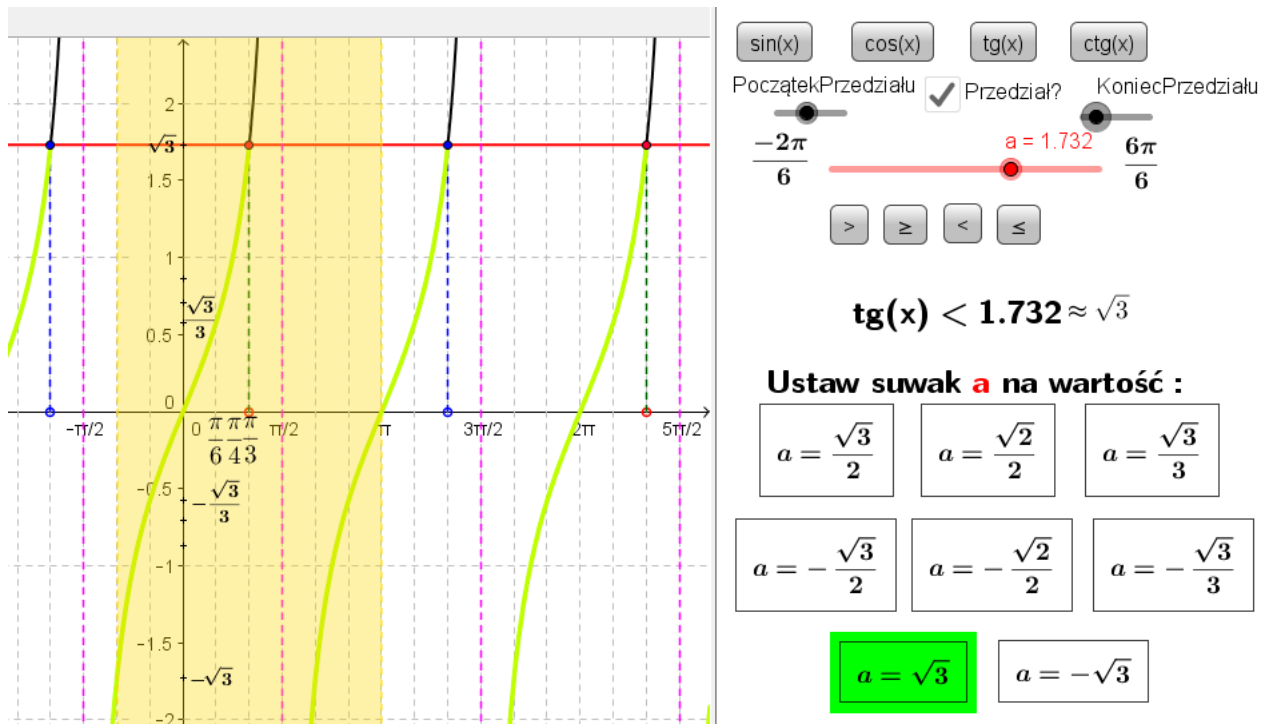 sin(x) cos(x) tg(x) ctg(x)
PoczątekPrzedziału Przedział? KoniecPrzedziału
a = 1.732
−2π/6 6π/6
> ≥ < ≤
tg(x) < 1.732 ≈ √3
Ustaw suwak a na wartość :
a = √3/2 a = √2/2 a = √3/3
a = −√3/2 a = −√2/2 a = −√3/3
a = √3 a = −√3
2
√3
1.5
1
√3/3
0.5
0
−π/2 0 π/6 π/4 π/3 π/2 π 3π/2 2π 5π/2
−0.5
−√3/3
−1
−1.5
−√3
−2